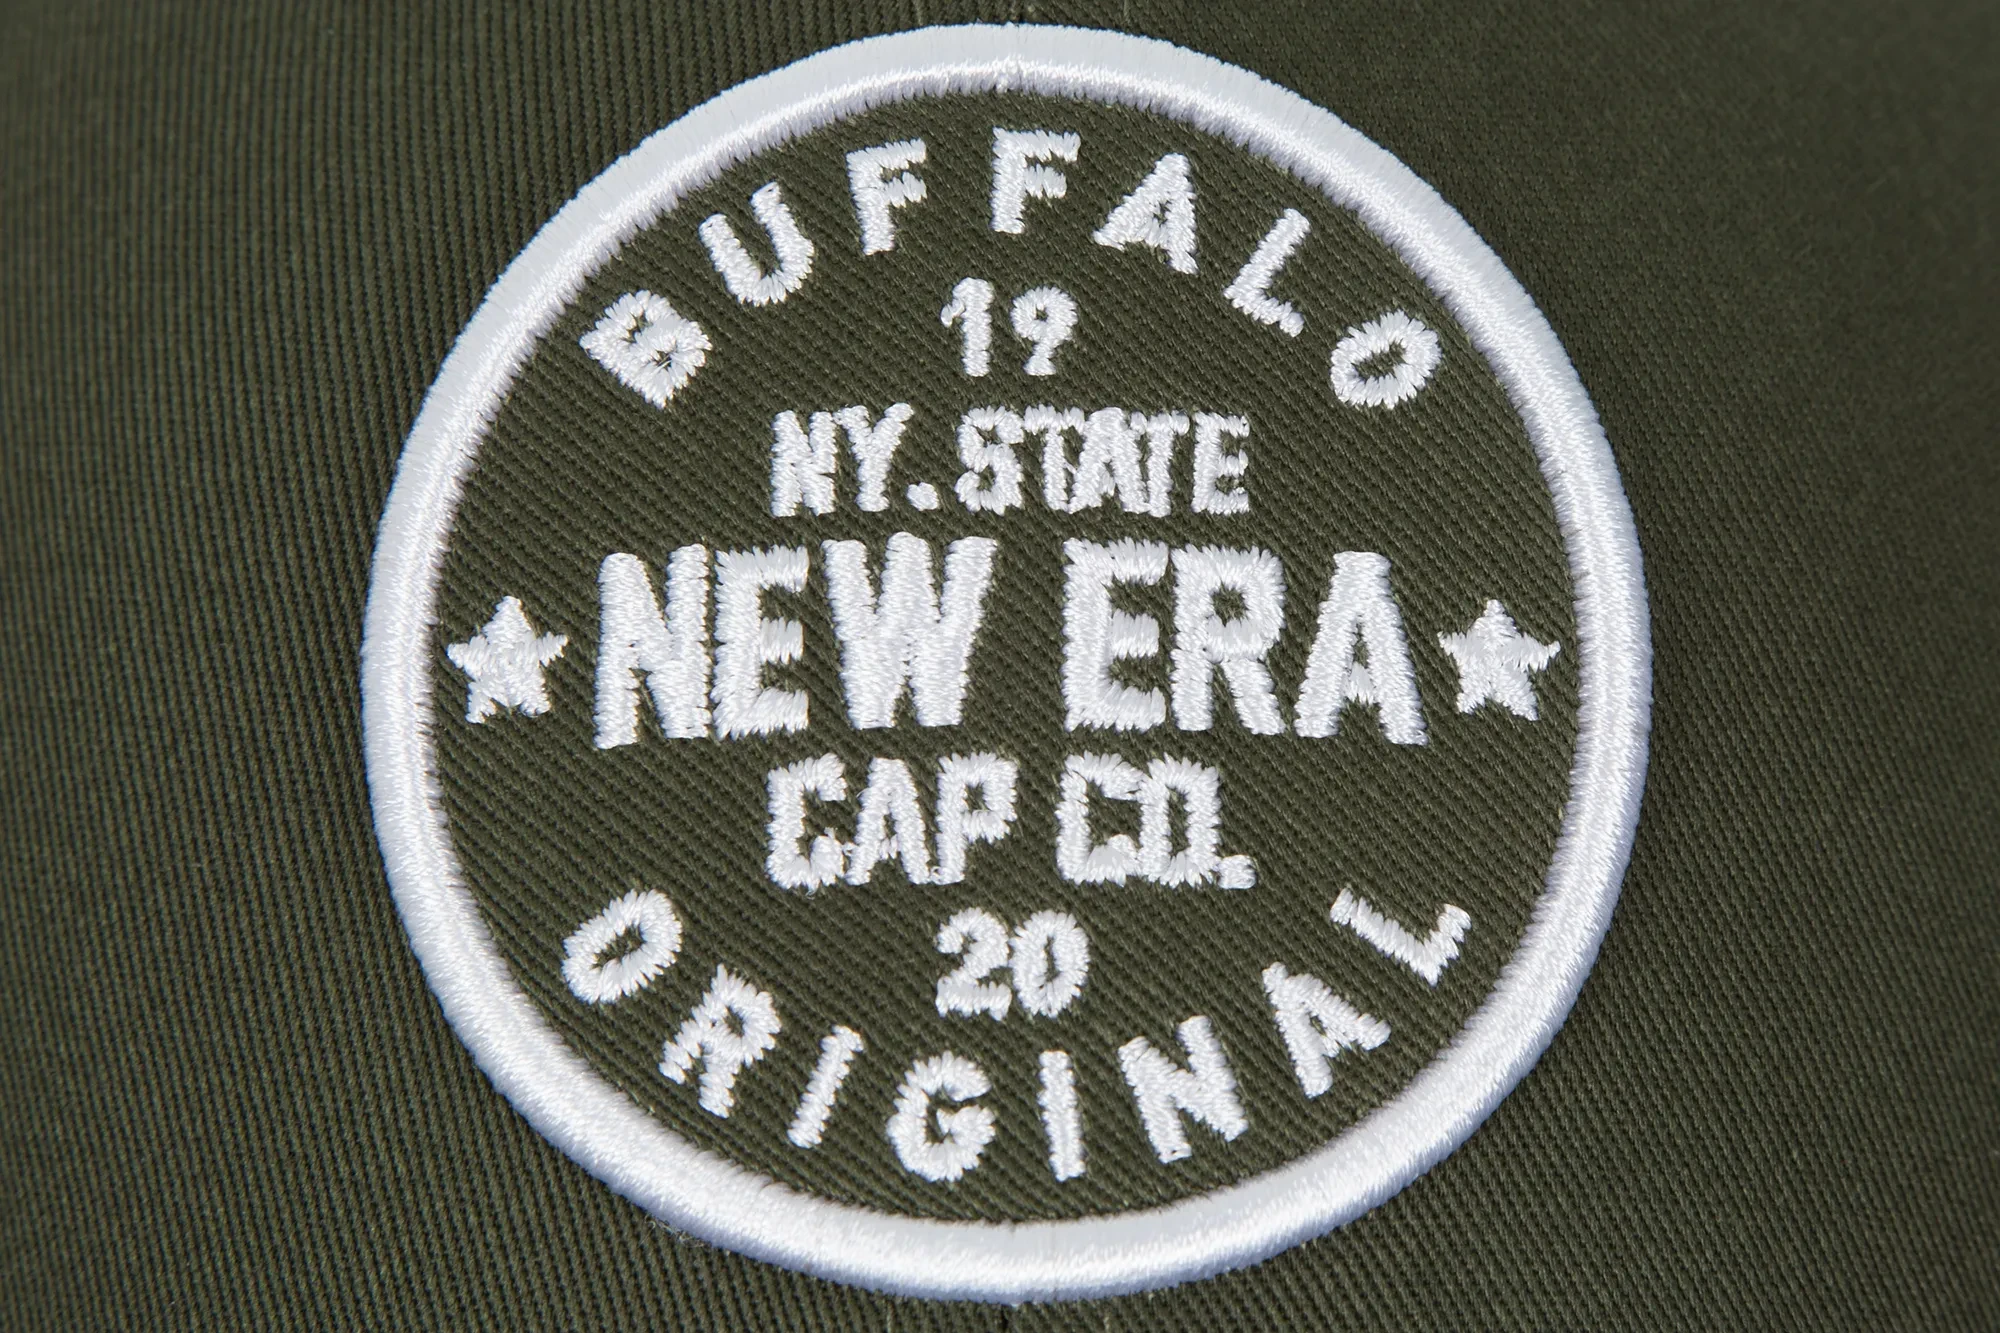 BUFFALO
19
NY. STATE
NEW ERA
CAP CO.
20
ORIGINAL